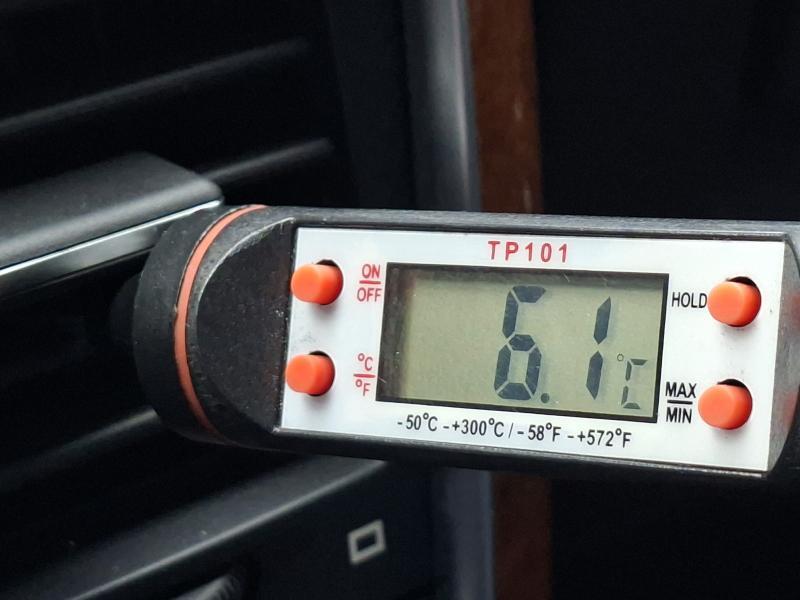 TP101
ON
OFF
°C
°F
6.1 °C
HOLD
MAX
MIN
-50°C -+300°C / -58°F -+572°F